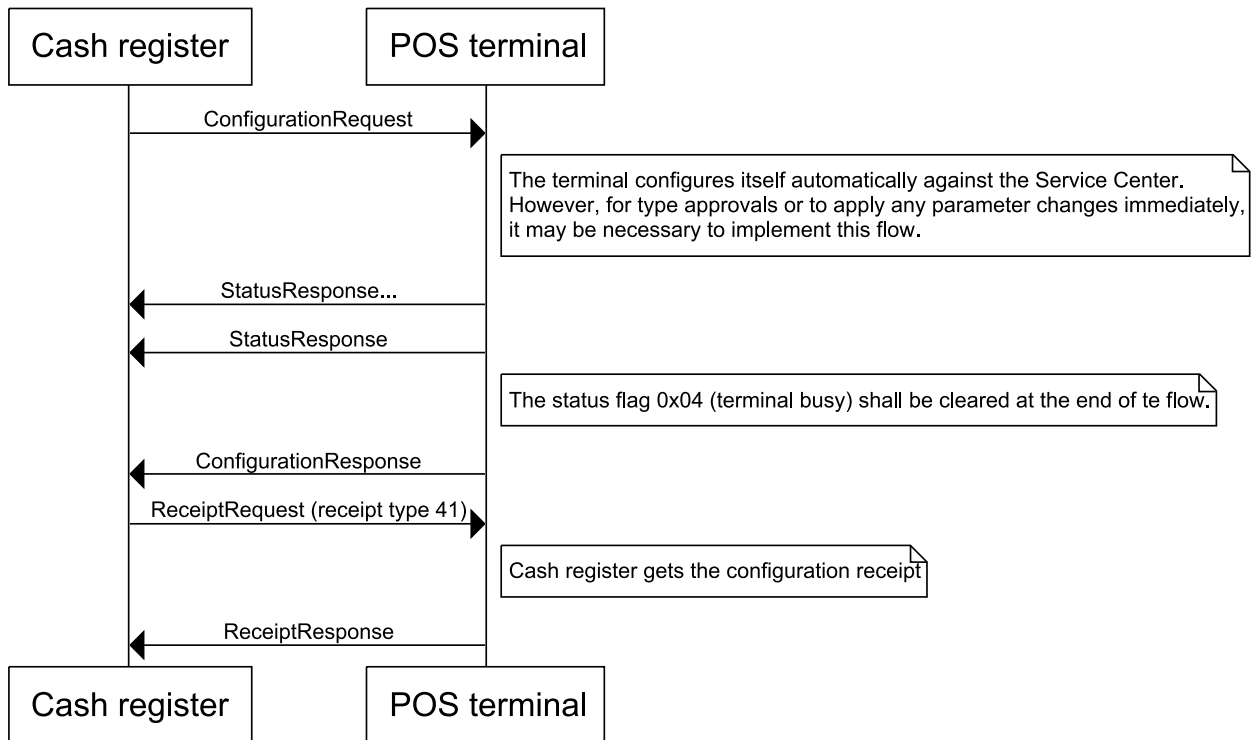 Cash register
POS terminal
ConfigurationRequest
The terminal configures itself automatically against the Service Center.
However, for type approvals or to apply any parameter changes immediately,
it may be necessary to implement this flow.
StatusResponse...
StatusResponse
The status flag 0x04 (terminal busy) shall be cleared at the end of te flow.
ConfigurationResponse
ReceiptRequest (receipt type 41)
Cash register gets the configuration receipt
ReceiptResponse
Cash register
POS terminal